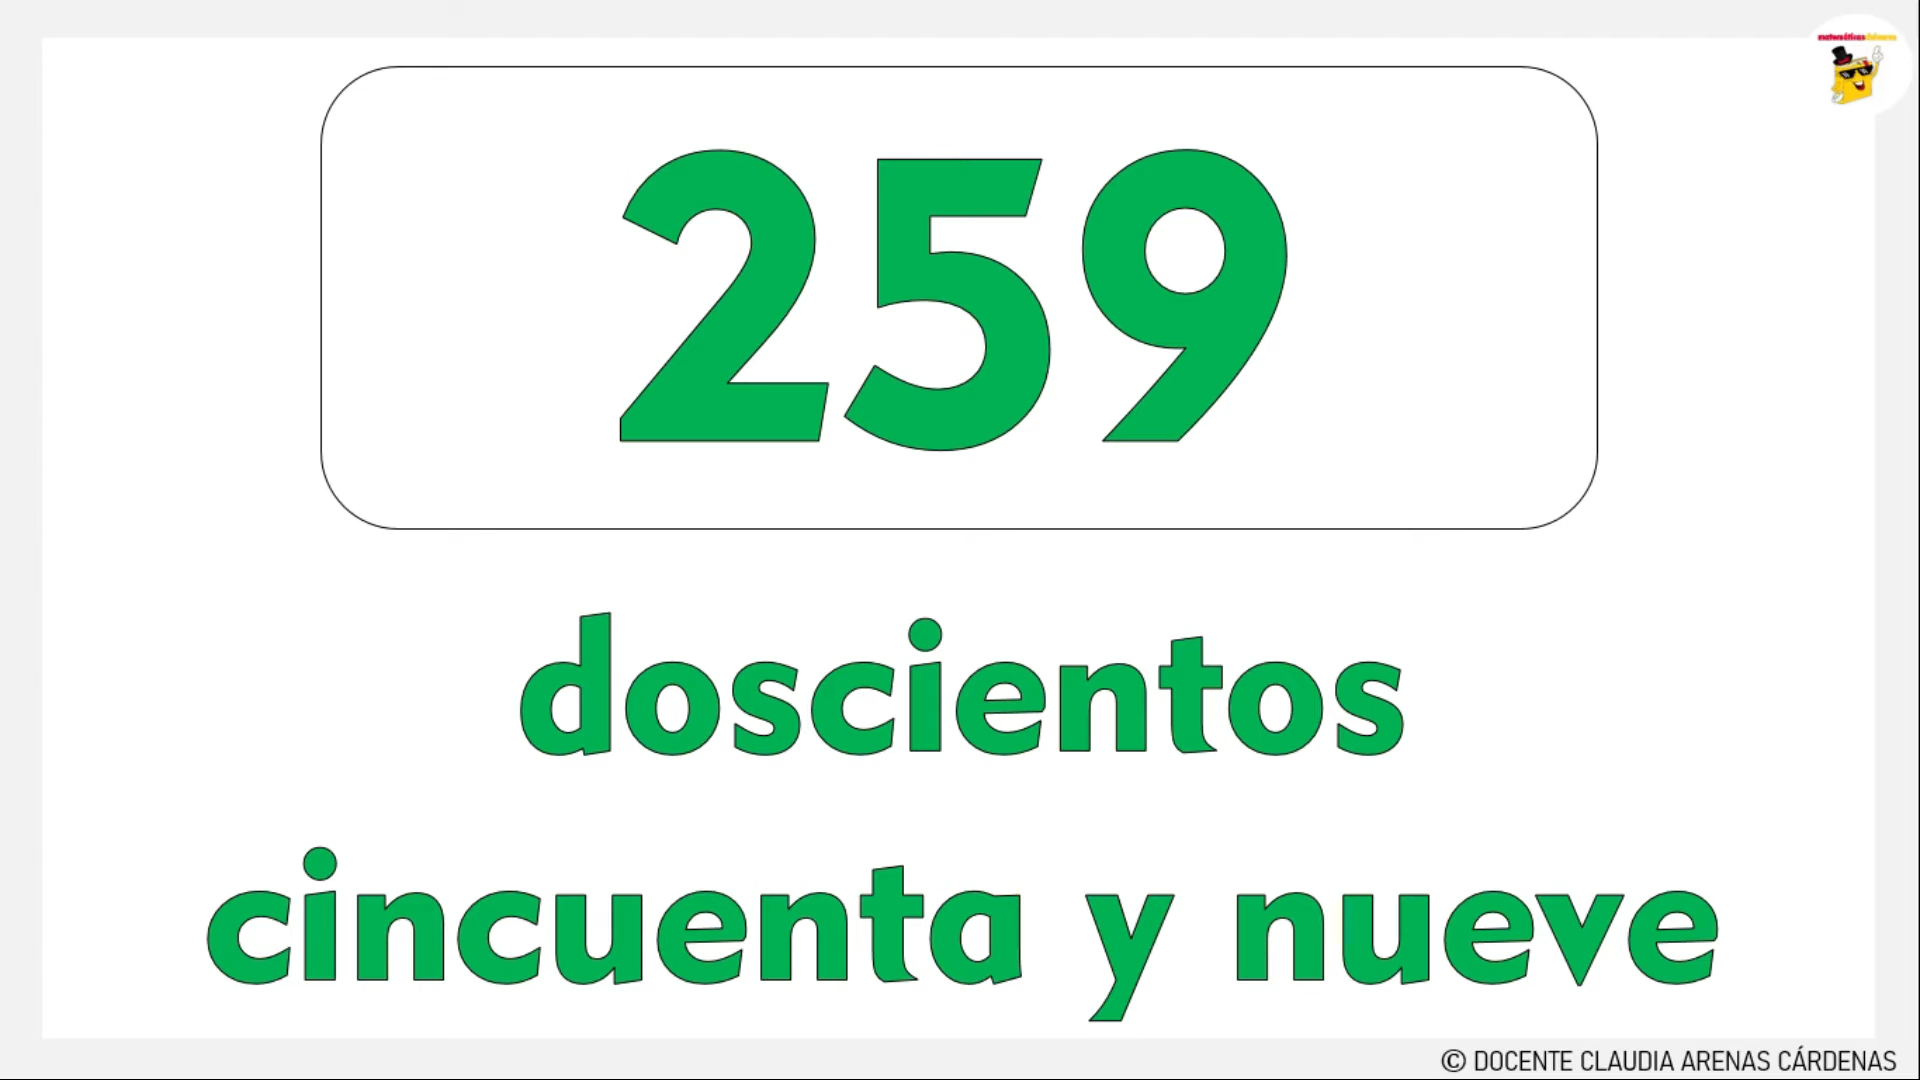 259
doscientos
cincuenta y nueve
© DOCENTE CLAUDIA ARENAS CÁRDENAS